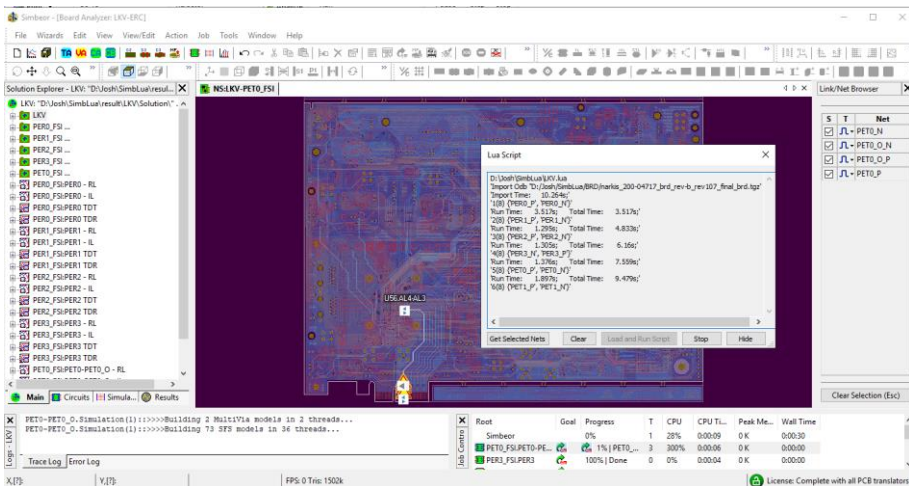 Simbeor - [Board Analyzer: LKV-ERC]
File Wizards Edit View View/Edit Action Job Tools Window Help
TA VA
Solution Explorer - LKV: "D:\Josh\SimbLua\resul...
NS:LKV-PET0_FSI
Link/Net Browser
LKV: "D:\Josh\SimbLua\result\LKV\Solution\" .
LKV
PER0_FSI ...
PER1_FSI ...
PER2_FSI ...
PER3_FSI ...
PET0_FSI ...
PER0_FSI:PER0 - RL
PER0_FSI:PER0 - IL
PER0_FSI:PER0 TDT
PER0_FSI:PER0 TDR
PER1_FSI:PER1 - RL
PER1_FSI:PER1 - IL
PER1_FSI:PER1 TDT
PER1_FSI:PER1 TDR
PER2_FSI:PER2 - RL
PER2_FSI:PER2 - IL
PER2_FSI:PER2 TDT
PER2_FSI:PER2 TDR
PER3_FSI:PER3 - RL
PER3_FSI:PER3 - IL
PER3_FSI:PER3 TDT
PER3_FSI:PER3 TDR
PET0_FSI:PET0-PET0_O - RL
Main Circuits Simula... Results
U56.AL4-AL3
Lua Script
D:\Josh\SimbLua\LKV.lua
'Import Odb "D:/Josh/SimbLua/BRD/narkis_200-04717_brd_rev-b_rev107_final_brd.tgz"
'Import Time: 10.264s;'
'1(8) {'PER0_P', 'PER0_N'}'
'Run Time: 3.517s; Total Time: 3.517s;'
'2(8) {'PER1_P', 'PER1_N'}'
'Run Time: 1.295s; Total Time: 4.833s;'
'3(8) {'PER2_P', 'PER2_N'}'
'Run Time: 1.305s; Total Time: 6.16s;'
'4(8) {'PER3_N', 'PER3_P'}'
'Run Time: 1.376s; Total Time: 7.559s;'
'5(8) {'PET0_P', 'PET0_N'}'
'Run Time: 1.897s; Total Time: 9.479s;'
'6(8) {'PET1_P', 'PET1_N'}'
Get Selected Nets Clear Load and Run Script Stop Hide
S T Net
PET0_N
PET0_O_N
PET0_O_P
PET0_P
Clear Selection (Esc)
Logs - LKV
PET0-PET0_O.Simulation(1)::>>>>Building 2 MultiVia models in 2 threads...
PET0-PET0_O.Simulation(1)::>>>>Building 73 SFS models in 36 threads...
Trace Log Error Log
Job Contro
Root Goal Progress T CPU CPU Ti... Peak Me... Wall Time
Simbeor 0% 1 28% 0:00:09 0 K 0:00:30
PET0_FSI.PET0-PE... 1% | PET0_... 3 300% 0:00:06 0 K 0:00:00
PER3_FSI.PER3 100% | Done 0 0% 0:00:04 0 K 0:00:00
X,[?]: Y,[?]: FPS: 0 Tris: 1502k License: Complete with all PCB translators